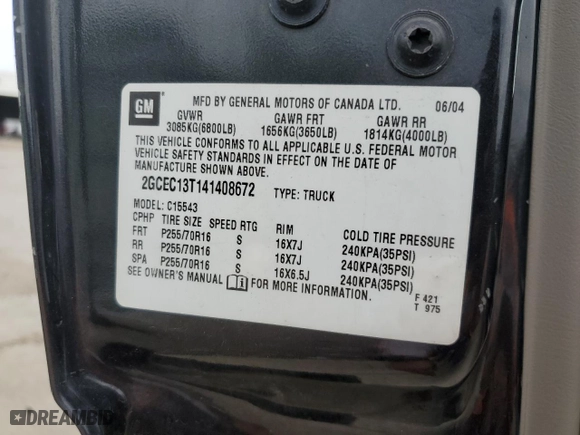 GM
MFD BY GENERAL MOTORS OF CANADA LTD. 06/04
GVWR GAWR FRT GAWR RR
3085KG(6800LB) 1656KG(3650LB) 1814KG(4000LB)
THIS VEHICLE CONFORMS TO ALL APPLICABLE U.S. FEDERAL MOTOR
VEHICLE SAFETY STANDARDS IN EFFECT ON THE DATE OF
MANUFACTURE SHOWN ABOVE.
2GCEC13T141408672 TYPE: TRUCK
MODEL: C15543
CPHP TIRE SIZE SPEED RTG RIM COLD TIRE PRESSURE
FRT P255/70R16 S 16X7J 240KPA(35PSI)
RR P255/70R16 S 16X7J 240KPA(35PSI)
SPA P255/70R16 S 16X6.5J 240KPA(35PSI)
SEE OWNER'S MANUAL FOR MORE INFORMATION.
F 421
T 975
DREAMBID